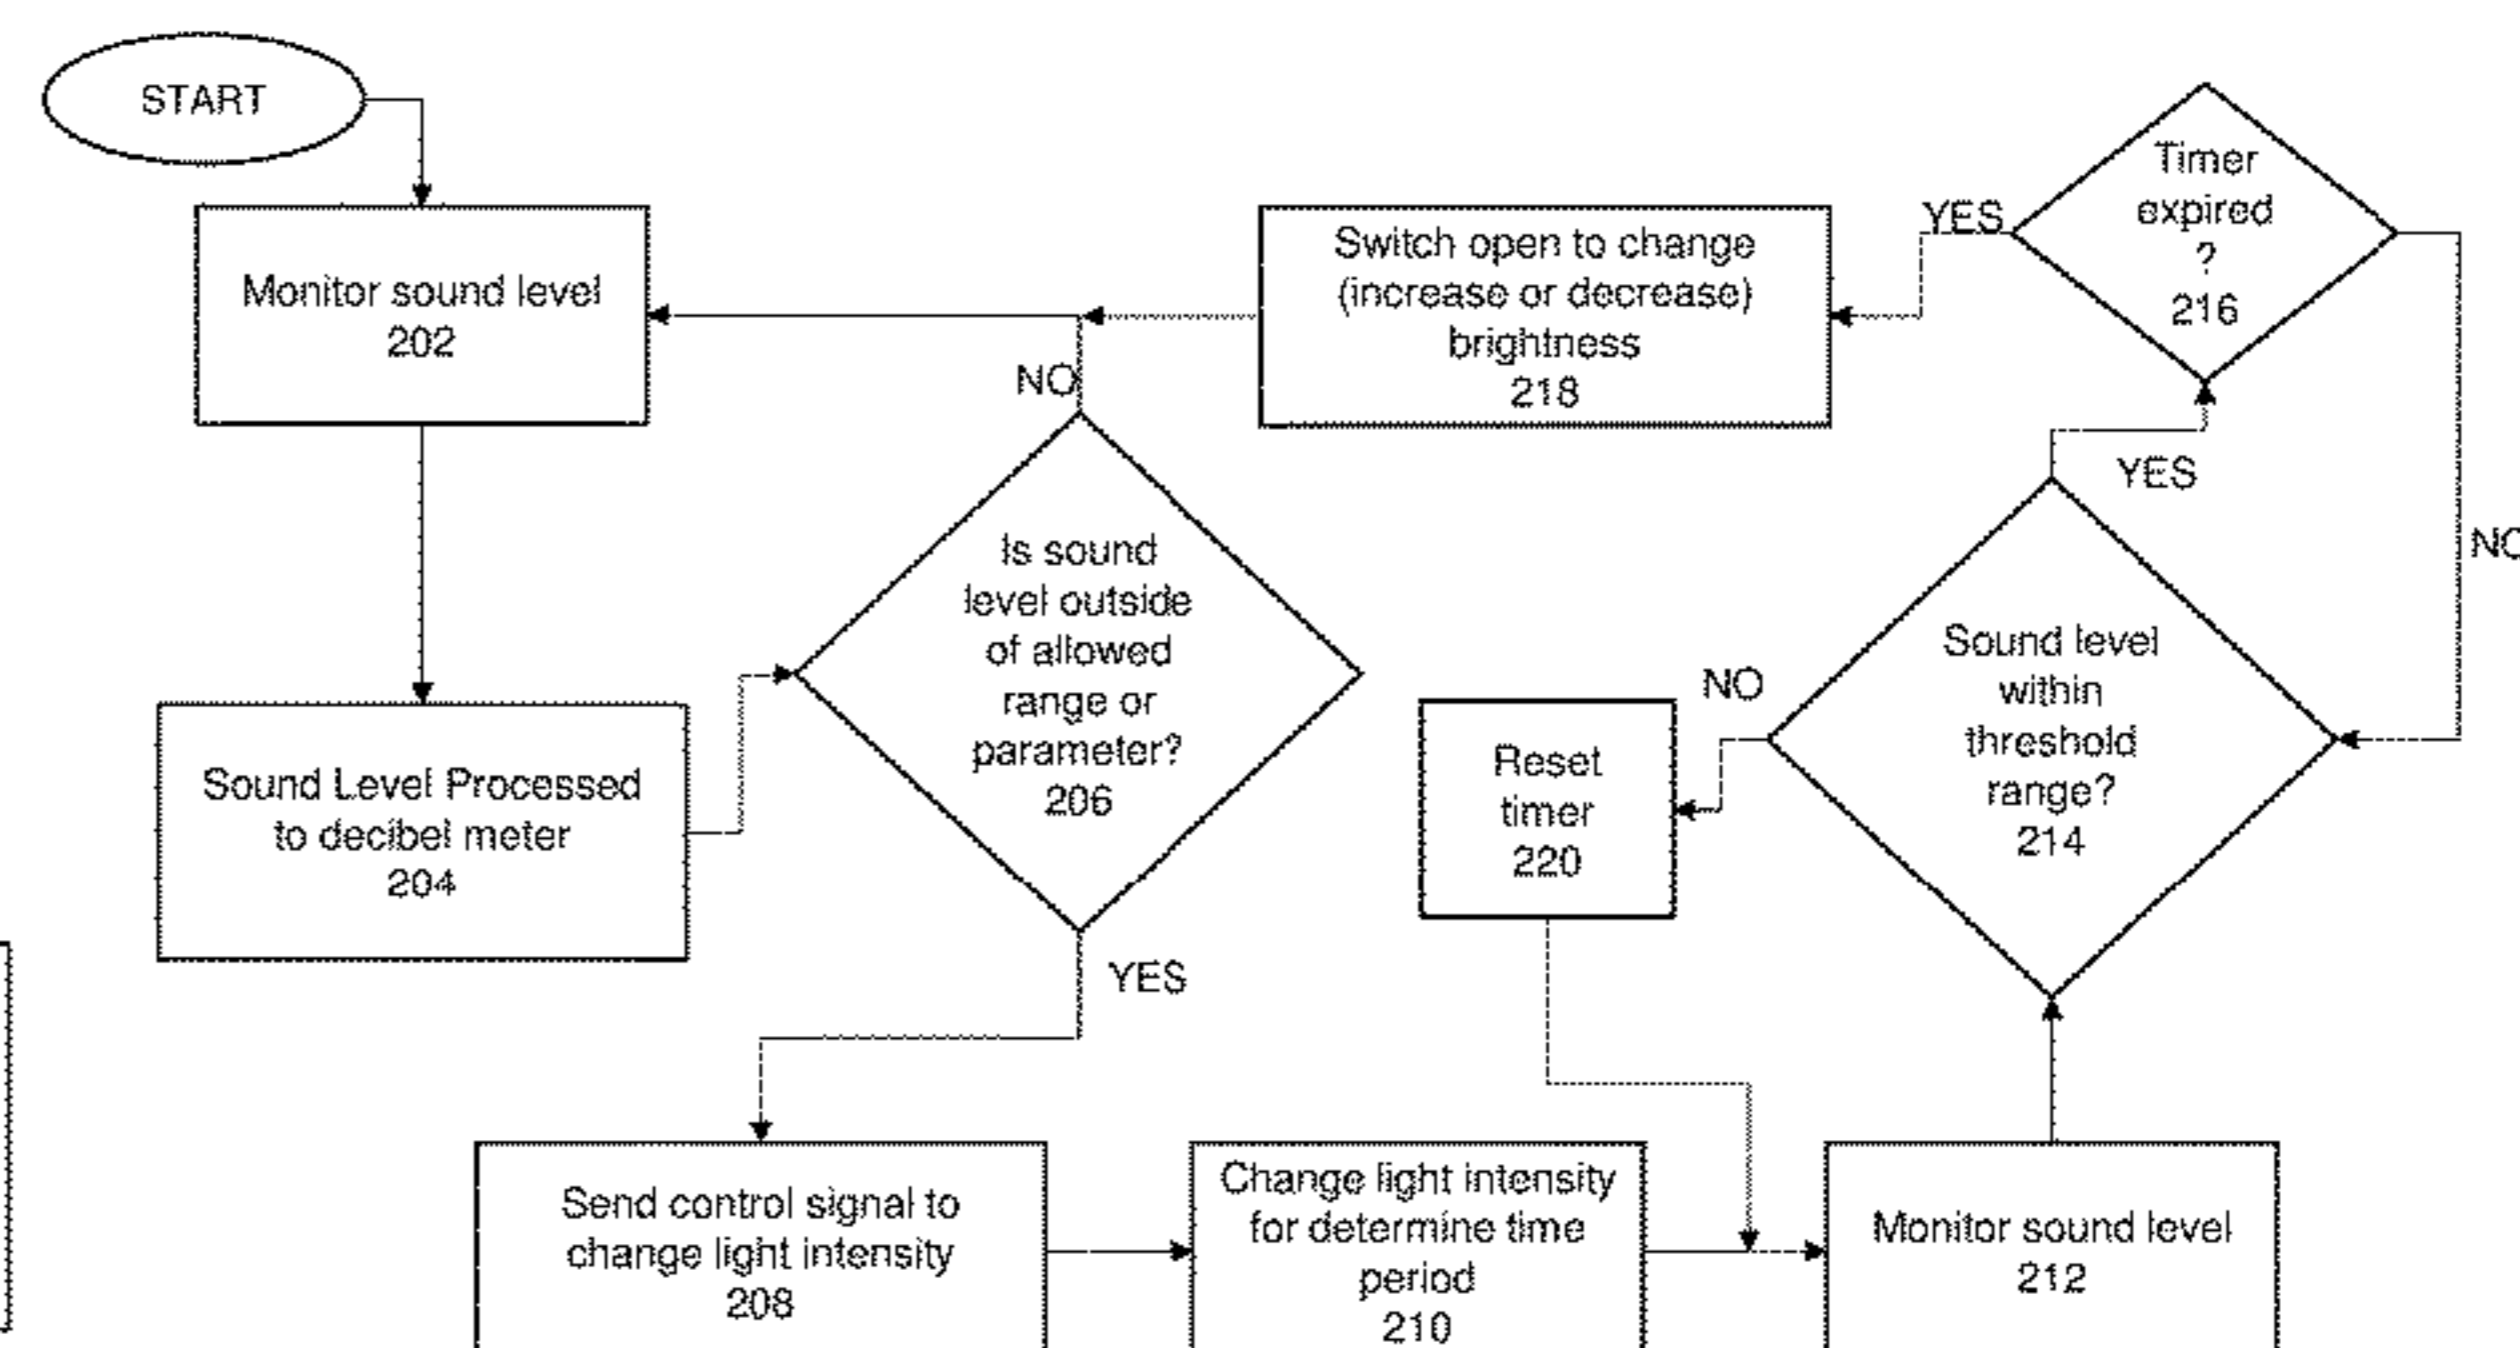 START
Monitor sound level
202
Sound Level Processed
to decibel meter
204
Is sound
level outside
of allowed
range or
parameter?
206
NO
YES
Send control signal to
change light intensity
208
Change light intensity
for determine time
period
210
Monitor sound level
212
Sound level
within
threshold
range?
214
NO
YES
Reset
timer
220
Timer
expired
?
216
YES
NO
Switch open to change
(increase or decrease)
brightness
218